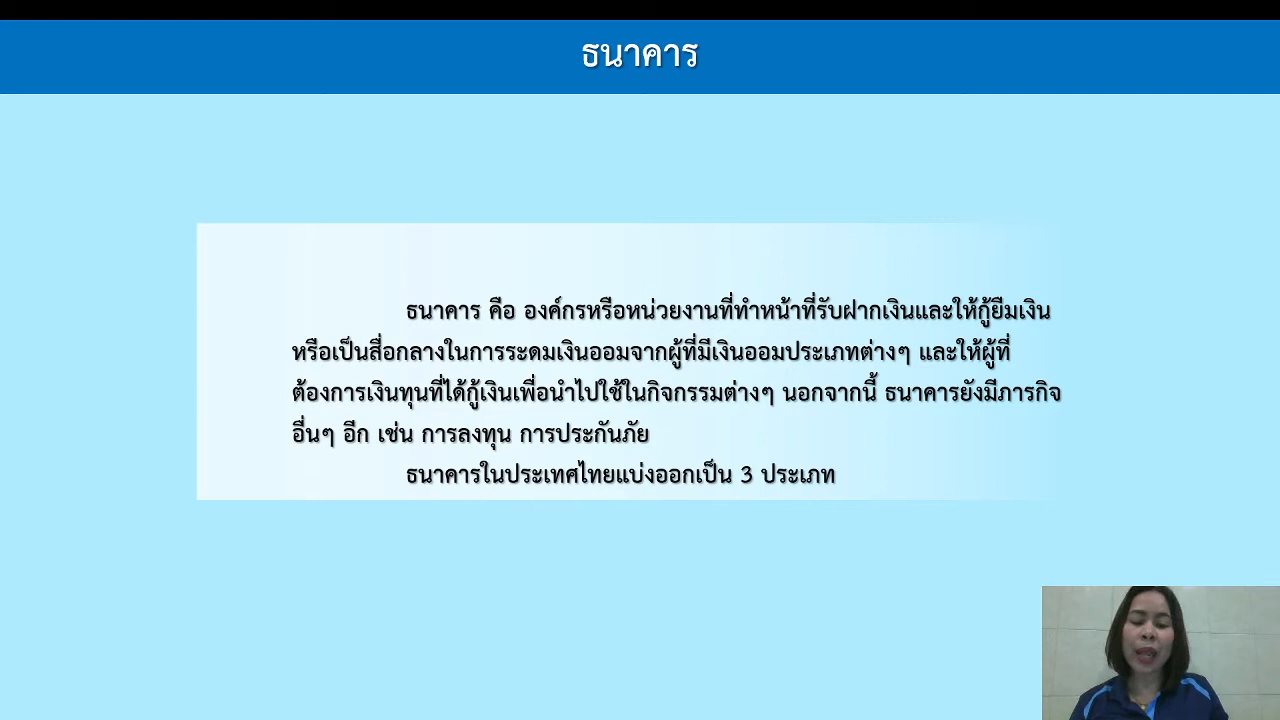 ธนาคาร
ธนาคาร คือ องค์กรหรือหน่วยงานที่ทำหน้าที่รับฝากเงินและให้กู้ยืมเงิน
หรือเป็นสื่อกลางในการระดมเงินออมจากผู้ที่มีเงินออมประเภทต่างๆ และให้ผู้ที่
ต้องการเงินทุนที่ได้กู้เงินเพื่อนำไปใช้ในกิจกรรมต่างๆ นอกจากนี้ ธนาคารยังมีภารกิจ
อื่นๆ อีก เช่น การลงทุน การประกันภัย
ธนาคารในประเทศไทยแบ่งออกเป็น 3 ประเภท